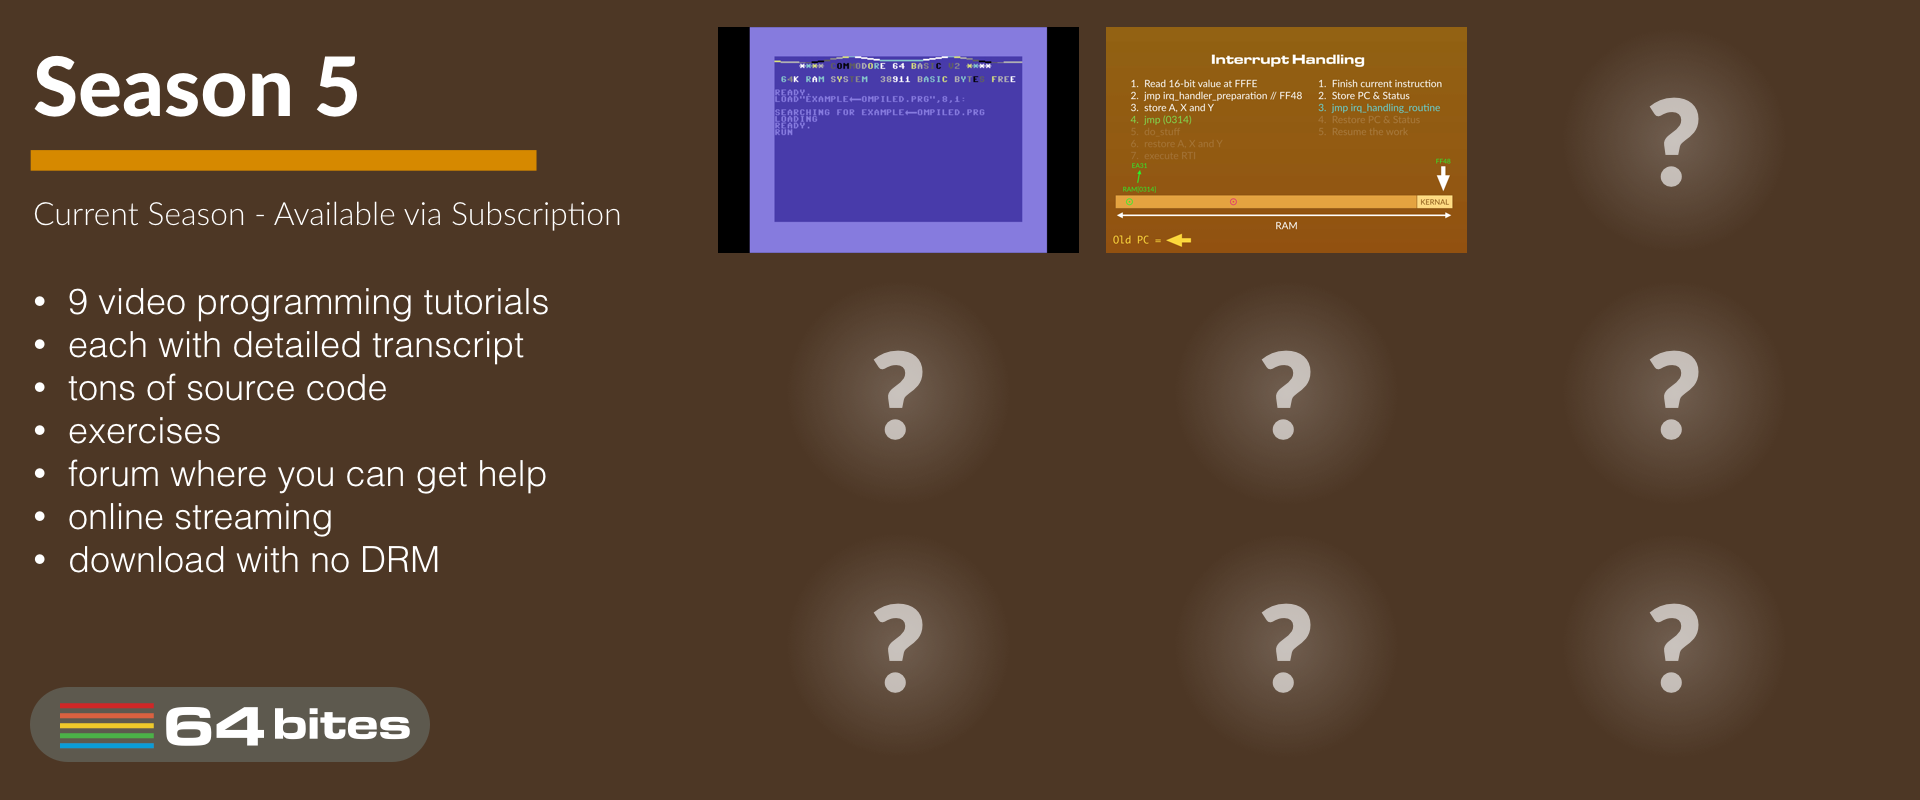 Season 5
Current Season - Available via Subscription
• 9 video programming tutorials
• each with detailed transcript
• tons of source code
• exercises
• forum where you can get help
• online streaming
• download with no DRM
64 bites
**** COMMODORE 64 BASIC V2 ****
64K RAM SYSTEM 38911 BASIC BYTES FREE
READY.
LOAD"EXAMPLE←—OMPILED.PRG",8,1:
SEARCHING FOR EXAMPLE←—OMPILED.PRG
LOADING
READY.
RUN
Interrupt Handling
1. Read 16-bit value at FFFE
2. jmp irq_handler_preparation // FF48
3. store A, X and Y
4. jmp (0314)
5. do_stuff
6. restore A, X and Y
7. execute RTI
1. Finish current instruction
2. Store PC & Status
3. jmp irq_handling_routine
4. Restore PC & Status
5. Resume the work
EA31
RAM[0314]
FF48
KERNAL
RAM
Old PC =
?
?
?
?
?
?
?